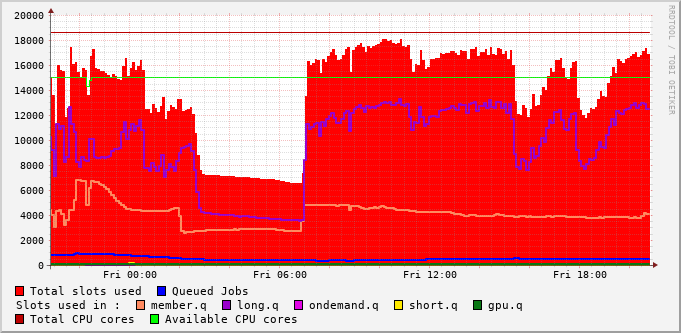 20000
18000
16000
14000
12000
10000
8000
6000
4000
2000
0
Fri 00:00 Fri 06:00 Fri 12:00 Fri 18:00
Total slots used Queued Jobs
Slots used in : member.q long.q ondemand.q short.q gpu.q
Total CPU cores Available CPU cores
RRDTOOL / TOBI OETIKER